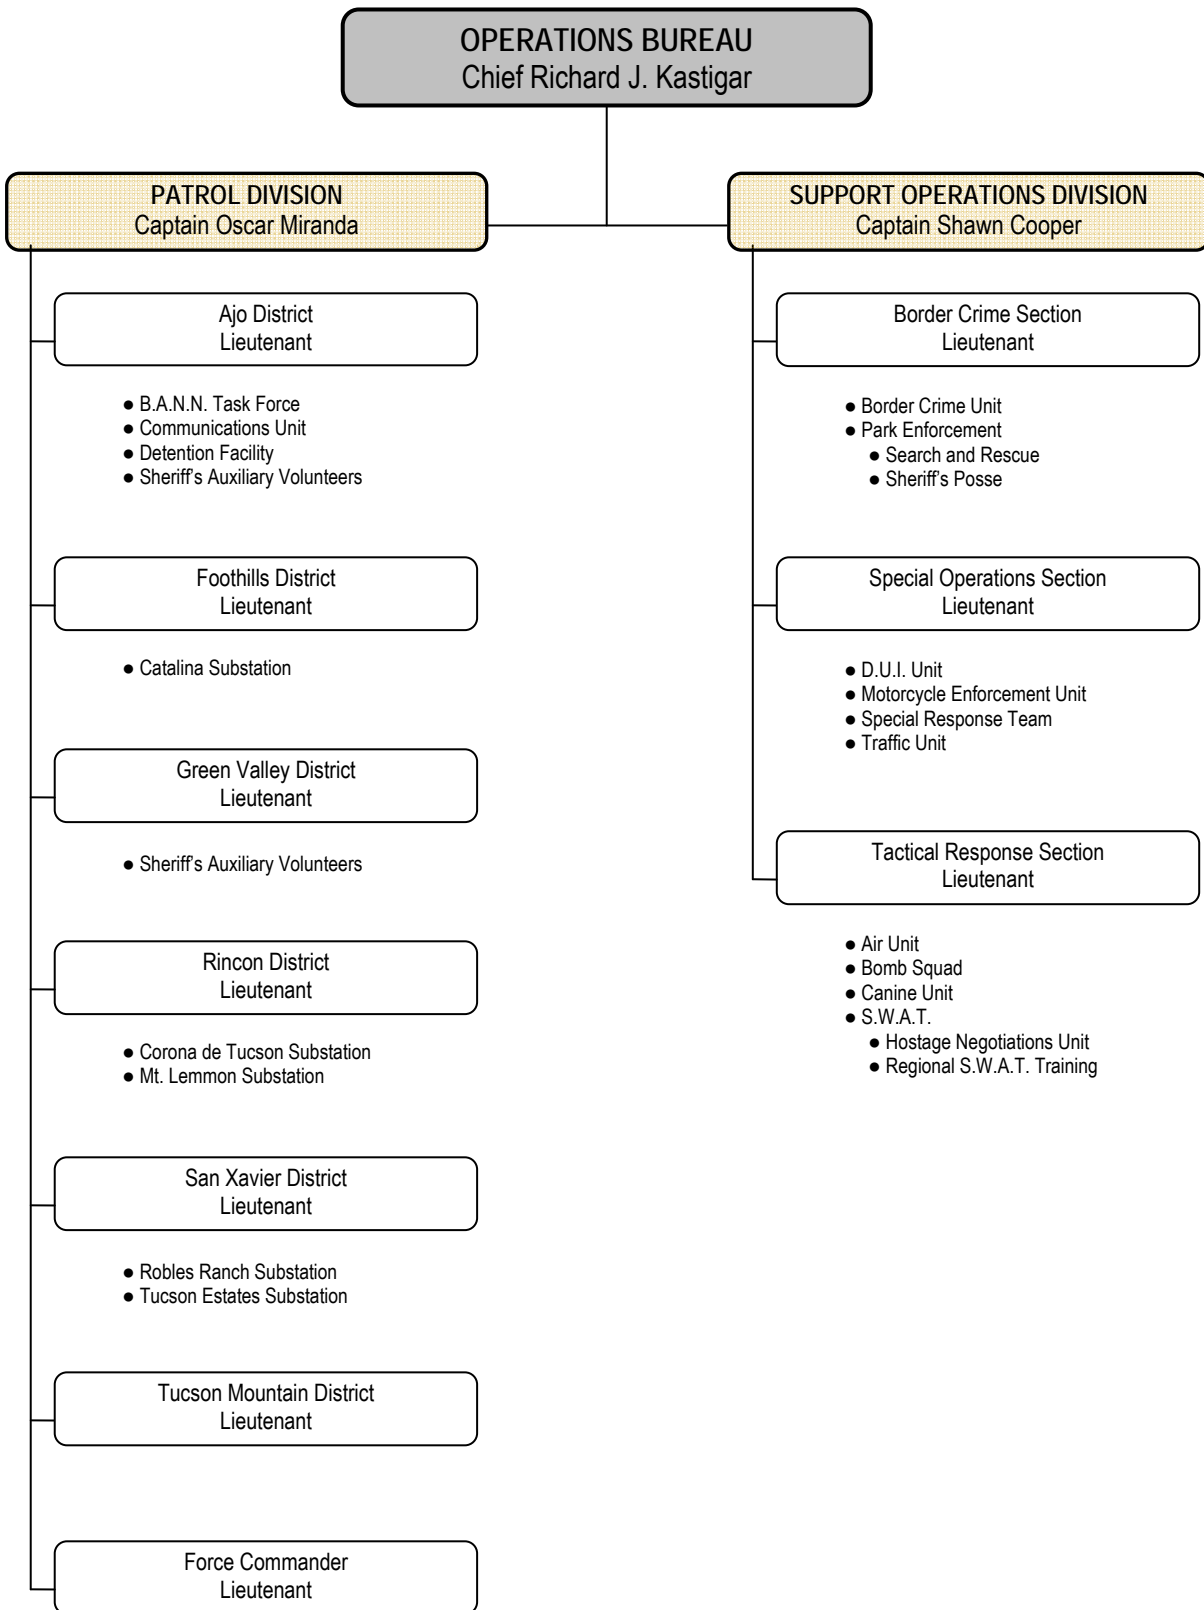 OPERATIONS BUREAU
Chief Richard J. Kastigar
PATROL DIVISION
Captain Oscar Miranda
Ajo District
Lieutenant
● B.A.N.N. Task Force
● Communications Unit
● Detention Facility
● Sheriff's Auxiliary Volunteers
Foothills District
Lieutenant
● Catalina Substation
Green Valley District
Lieutenant
● Sheriff's Auxiliary Volunteers
Rincon District
Lieutenant
● Corona de Tucson Substation
● Mt. Lemmon Substation
San Xavier District
Lieutenant
● Robles Ranch Substation
● Tucson Estates Substation
Tucson Mountain District
Lieutenant
Force Commander
Lieutenant
SUPPORT OPERATIONS DIVISION
Captain Shawn Cooper
Border Crime Section
Lieutenant
● Border Crime Unit
● Park Enforcement
● Search and Rescue
● Sheriff's Posse
Special Operations Section
Lieutenant
● D.U.I. Unit
● Motorcycle Enforcement Unit
● Special Response Team
● Traffic Unit
Tactical Response Section
Lieutenant
● Air Unit
● Bomb Squad
● Canine Unit
● S.W.A.T.
● Hostage Negotiations Unit
● Regional S.W.A.T. Training